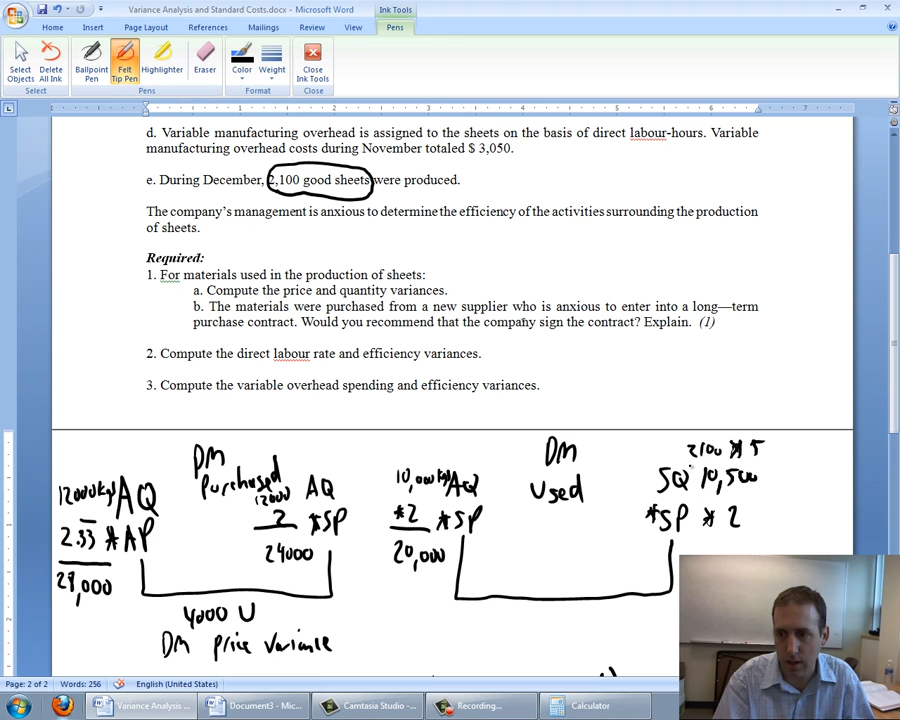 Variance Analysis and Standard Costs.docx - Microsoft Word
Ink Tools
Home Insert Page Layout References Mailings Review View Pens
Select Objects
Delete All Ink
Ballpoint Pen
Felt Tip Pen
Highlighter
Eraser
Color
Weight
Close Ink Tools
Select
Pens
Format
Close
d. Variable manufacturing overhead is assigned to the sheets on the basis of direct labour-hours. Variable
manufacturing overhead costs during November totaled $ 3,050.
e. During December, 2,100 good sheets were produced.
The company's management is anxious to determine the efficiency of the activities surrounding the production
of sheets.
Required:
1. For materials used in the production of sheets:
a. Compute the price and quantity variances.
b. The materials were purchased from a new supplier who is anxious to enter into a long—term
purchase contract. Would you recommend that the company sign the contract? Explain. (1)
2. Compute the direct labour rate and efficiency variances.
3. Compute the variable overhead spending and efficiency variances.
DM Purchased
12000kgs AQ
2.33 * AP
28,000
12000 AQ
2 * SP
24000
4000 U
DM price variance
DM Used
10,000kgs AQ
*2 *SP
20,000
2100 * 5
SQ 10,500
*SP * 2
Page: 2 of 2
Words: 256
English (United States)
Variance Analysis ...
Document3 - Mic...
Camtasia Studio -...
Recording...
Calculator